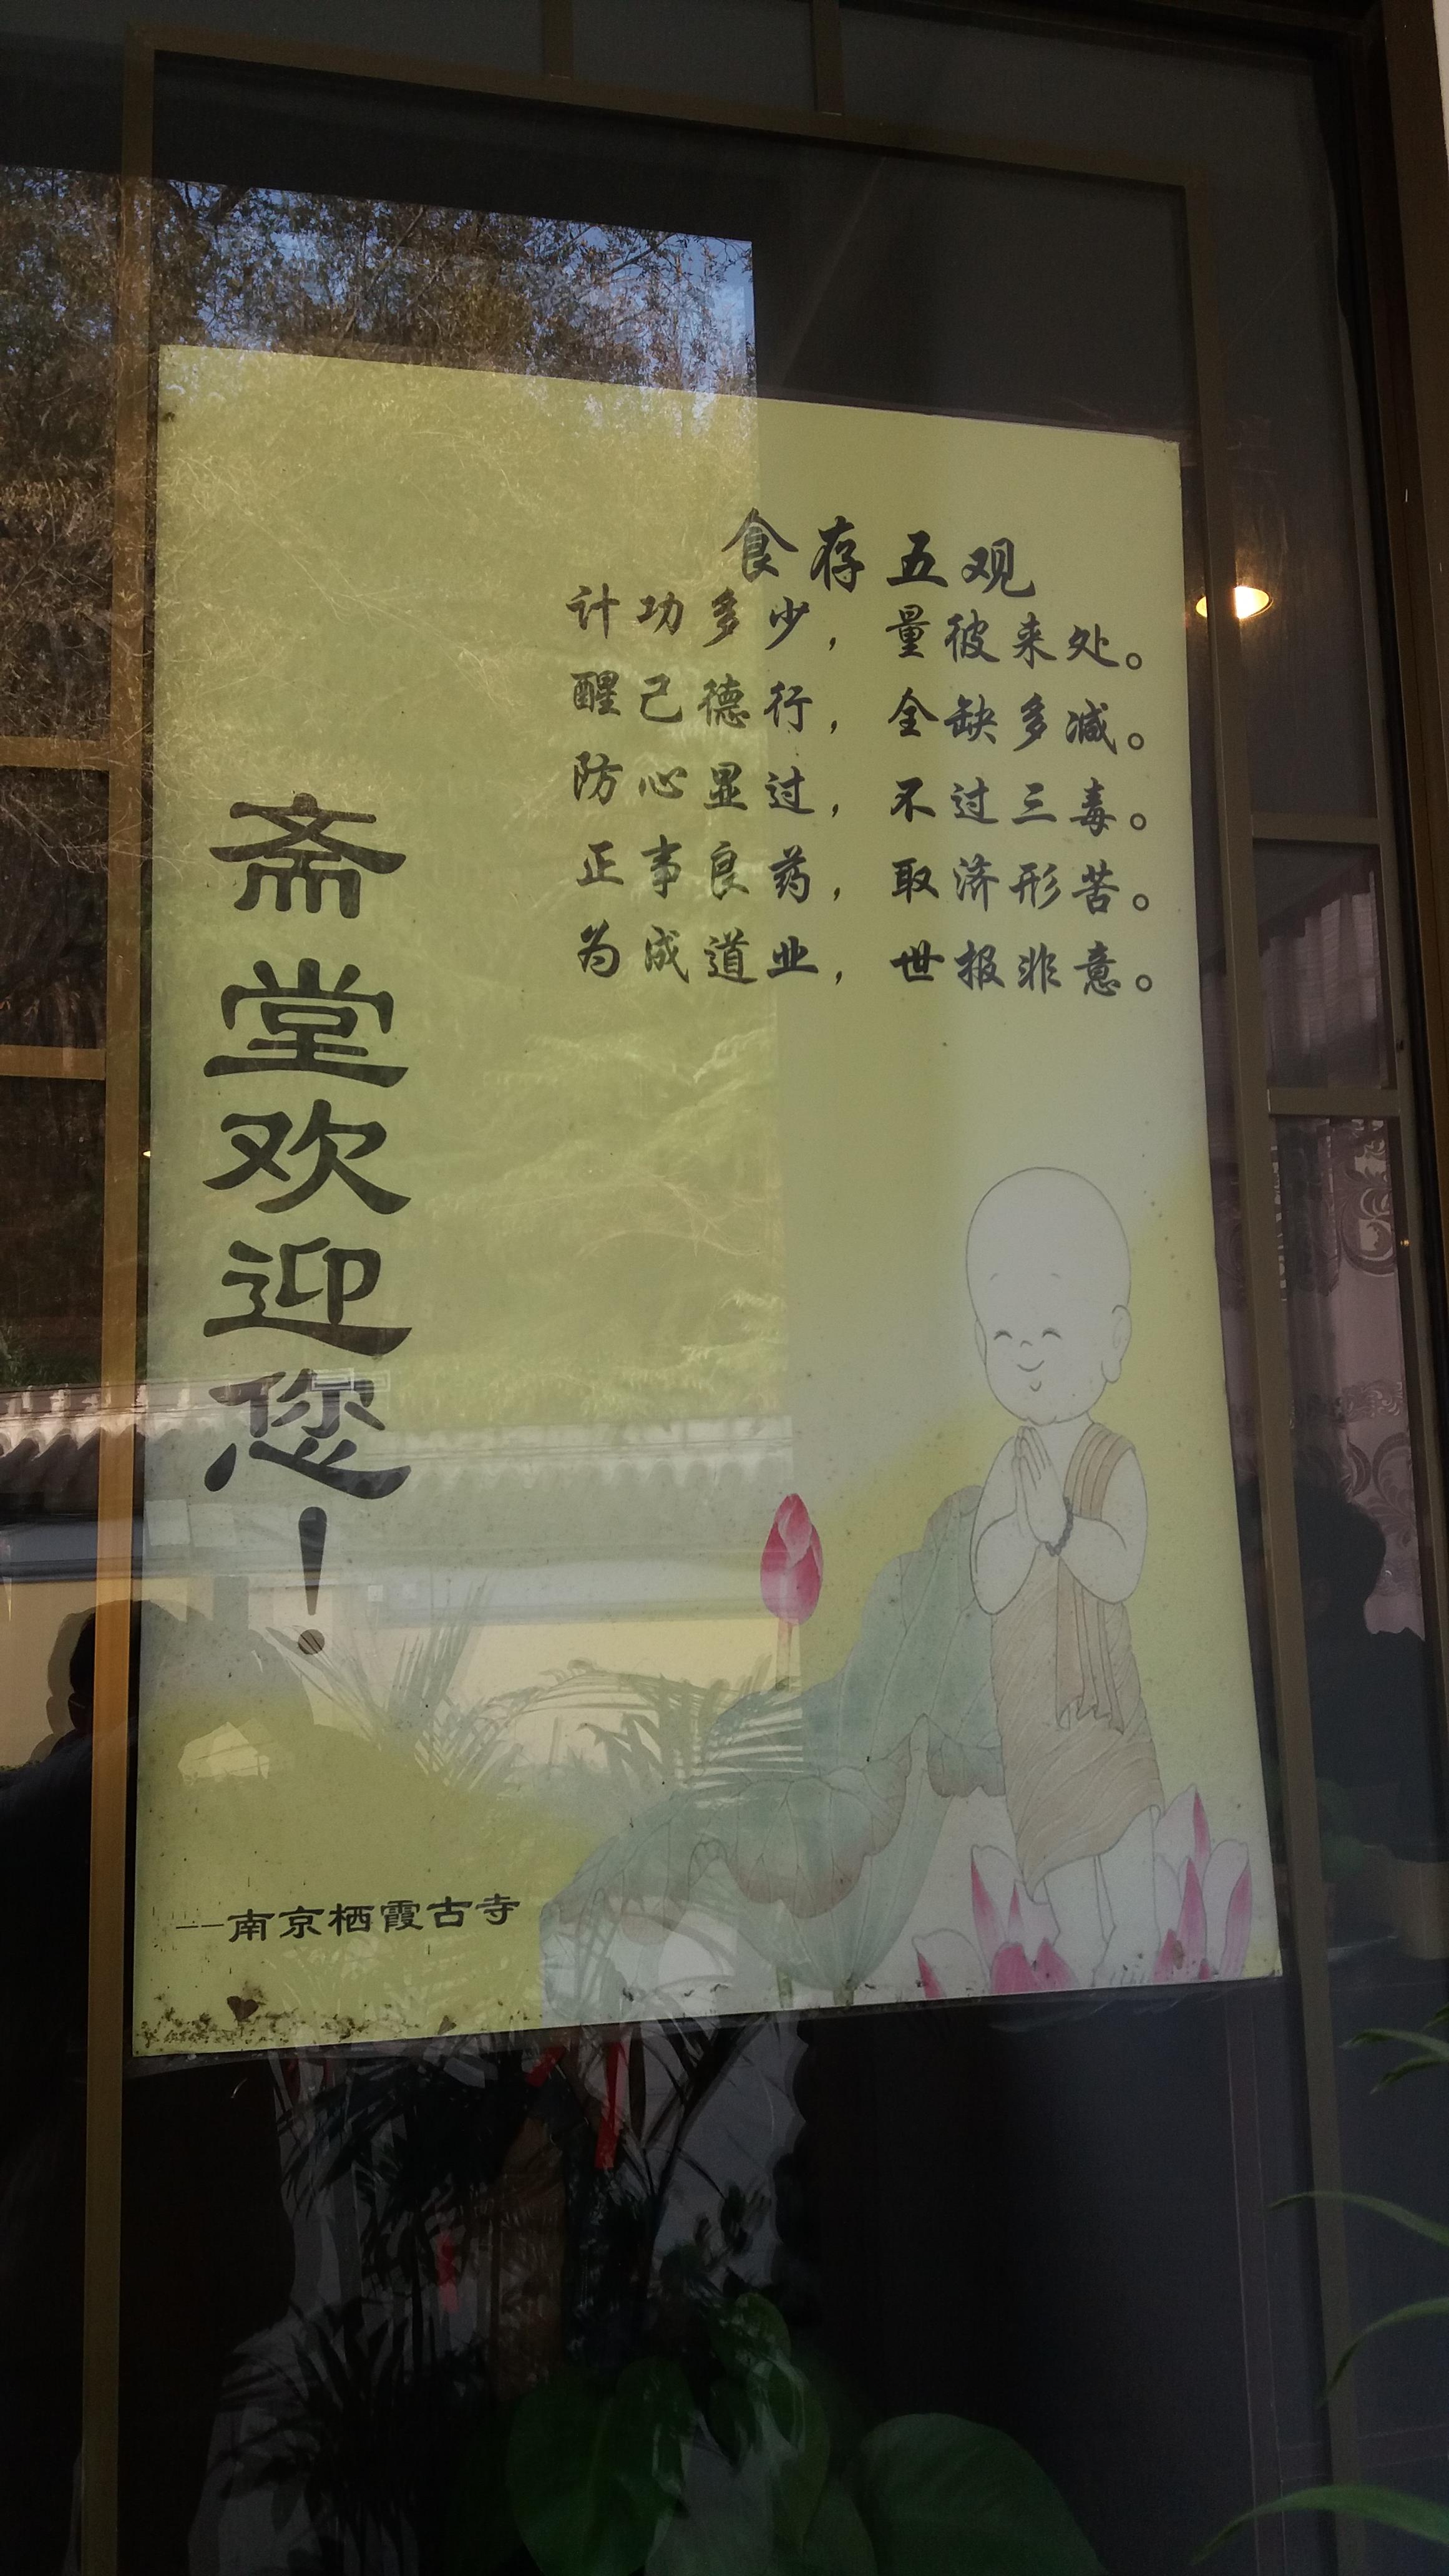 食存五观
计功多少，量彼来处。
醒己德行，全缺多减。
防心显过，不过三毒。
正事良药，取济形苦。
为成道业，世报非意。
斋堂欢迎您！
——南京栖霞古寺